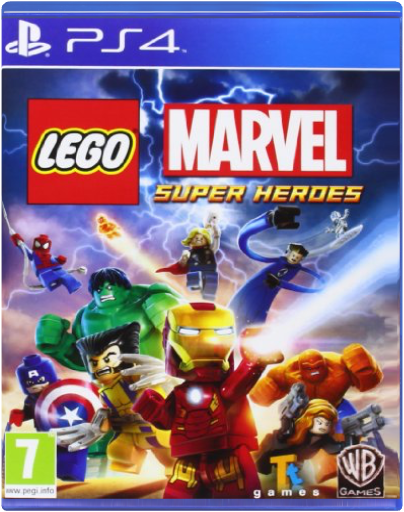 PS4
LEGO
MARVEL
SUPER HEROES
7
www.pegi.info
Tt
games
WB
GAMES